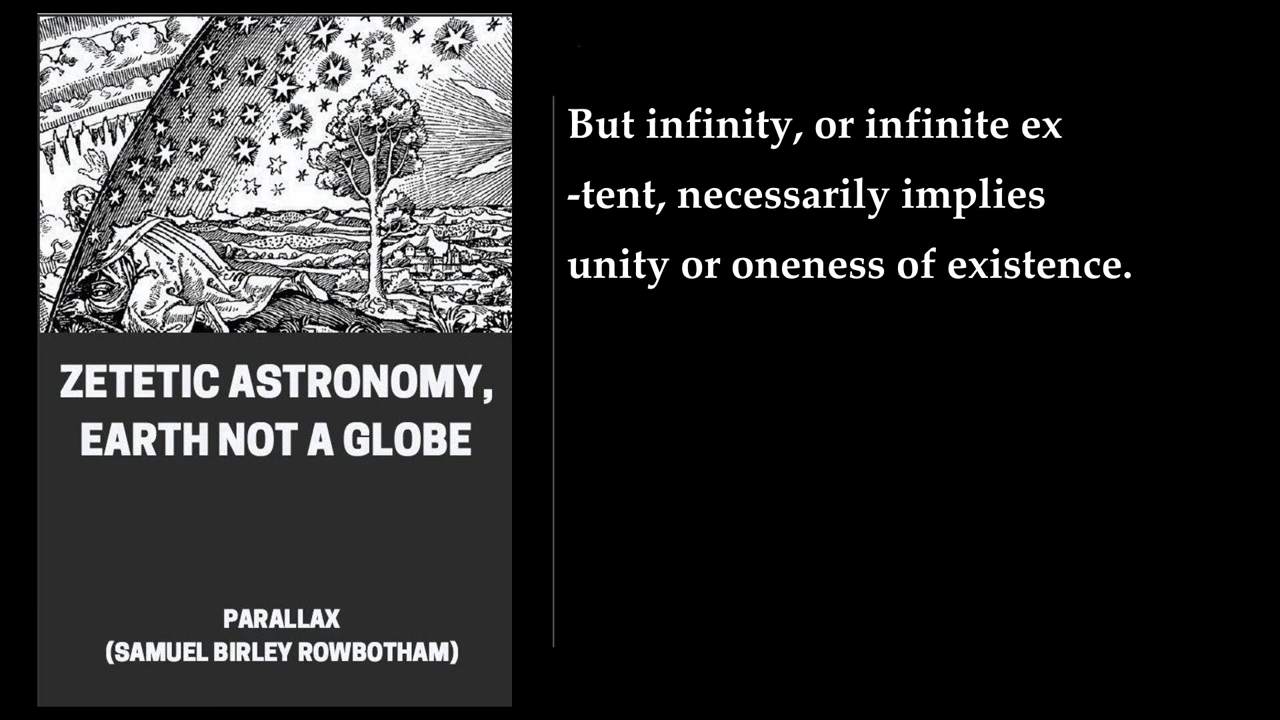 ZETETIC ASTRONOMY,
EARTH NOT A GLOBE
PARALLAX
(SAMUEL BIRLEY ROWBOTHAM)
But infinity, or infinite ex
-tent, necessarily implies
unity or oneness of existence.